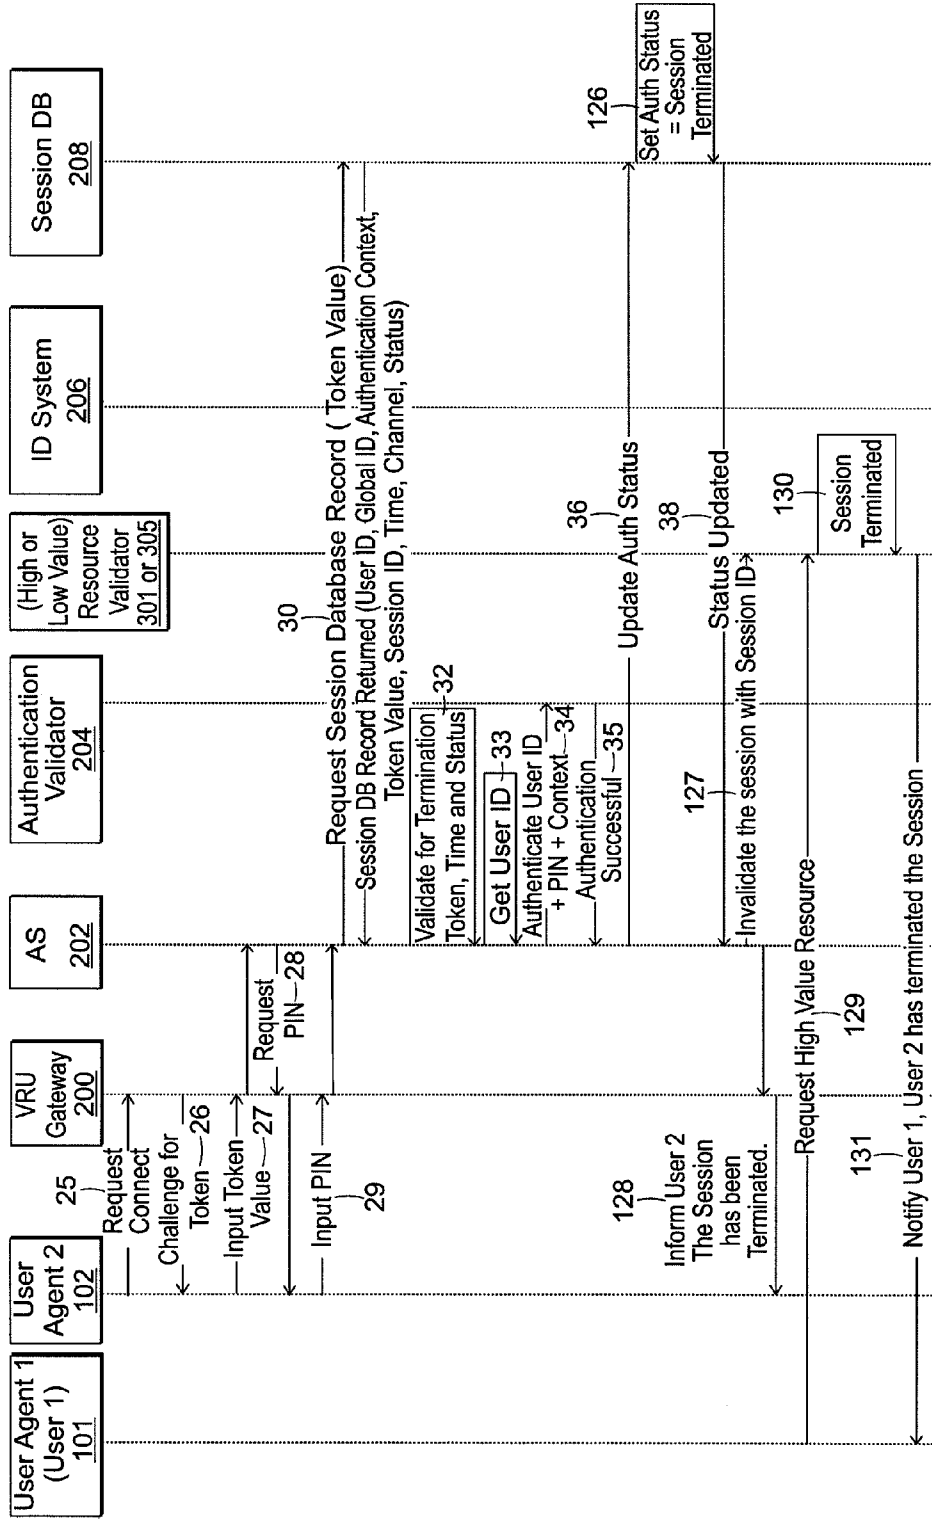 User Agent 1
(User 1)
101
User
Agent 2
102
VRU
Gateway
200
AS
202
Authentication
Validator
204
(High or
Low Value)
Resource
Validator
301 or 305
ID System
206
Session DB
208
25
Request
Connect
Challenge for
Token 26
Input Token
Value 27
Request
PIN 28
Input PIN
29
30
Request Session Database Record ( Token Value)
Session DB Record Returned (User ID, Global ID, Authentication Context,
Token Value, Session ID, Time, Channel, Status)
Validate for Termination
Token, Time and Status
32
Get User ID 33
Authenticate User ID
+ PIN + Context 34
Authentication
Successful 35
36
Update Auth Status
126
Set Auth Status
= Session
Terminated
38
Status Updated
127
Invalidate the session with Session ID
128
Inform User 2
The Session
has been
Terminated.
Request High Value Resource
129
130
Session
Terminated
131
Notify User 1, User 2 has terminated the Session